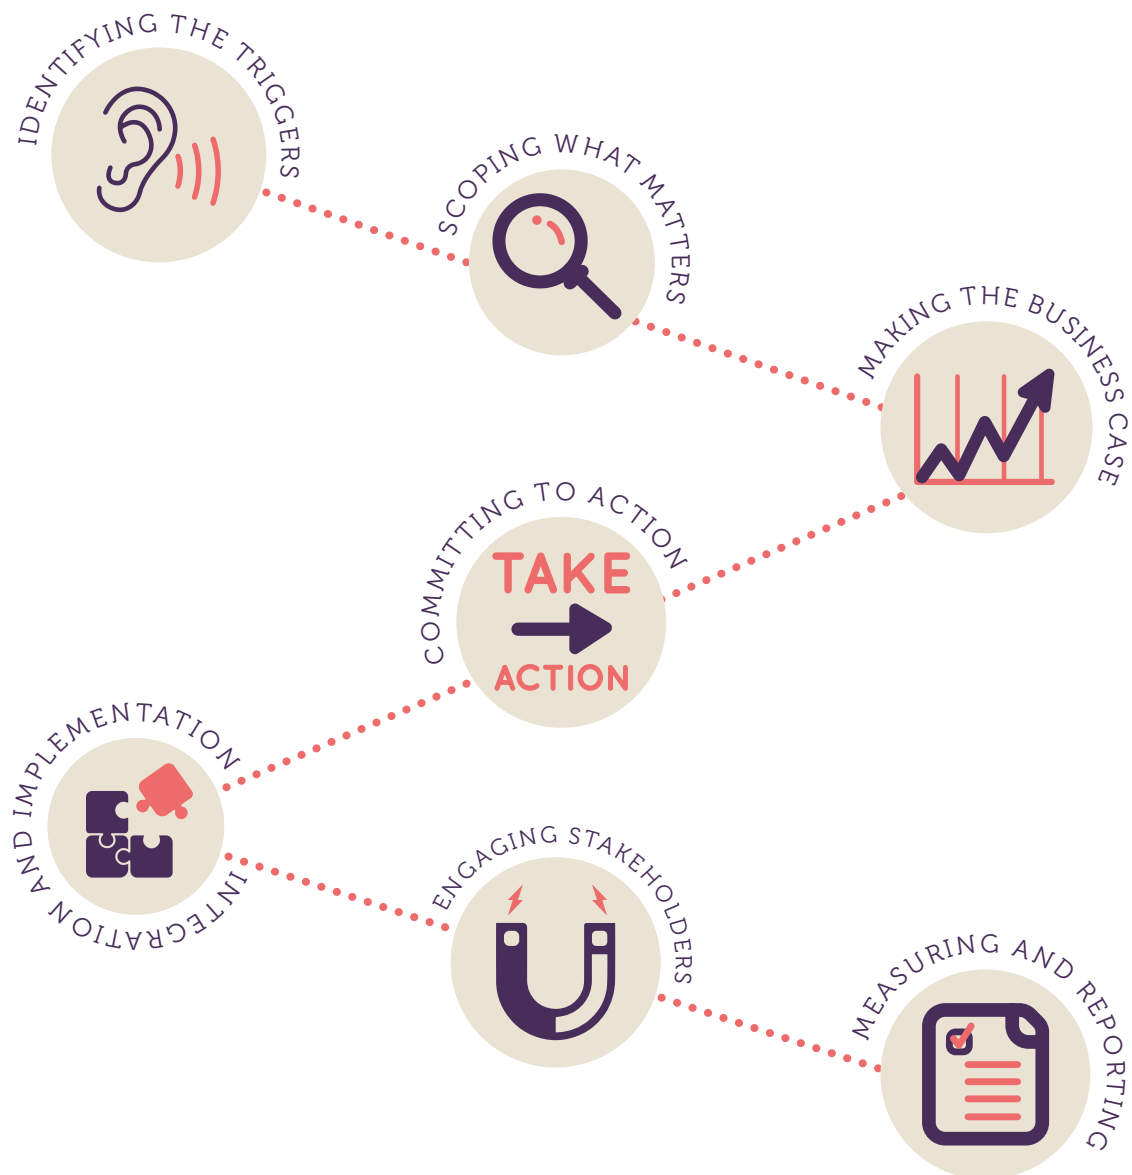 IDENTIFYING THE TRIGGERS
SCOPING WHAT MATTERS
MAKING THE BUSINESS CASE
COMMITTING TO ACTION
TAKE
ACTION
INTEGRATION AND IMPLEMENTATION
ENGAGING STAKEHOLDERS
MEASURING AND REPORTING